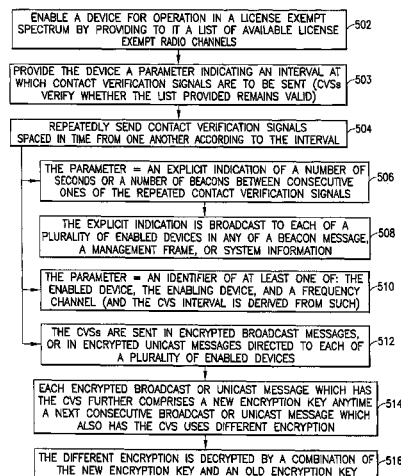 ENABLE A DEVICE FOR OPERATION IN A LICENSE EXEMPT
SPECTRUM BY PROVIDING TO IT A LIST OF AVAILABLE LICENSE
EXEMPT RADIO CHANNELS
502
PROVIDE THE DEVICE A PARAMETER INDICATING AN INTERVAL AT
WHICH CONTACT VERIFICATION SIGNALS ARE TO BE SENT (CVSs
VERIFY WHETHER THE LIST PROVIDED REMAINS VALID)
503
REPEATEDLY SEND CONTACT VERIFICATION SIGNALS
SPACED IN TIME FROM ONE ANOTHER ACCORDING TO THE INTERVAL
504
THE PARAMETER = AN EXPLICIT INDICATION OF A NUMBER OF
SECONDS OR A NUMBER OF BEACONS BETWEEN CONSECUTIVE
ONES OF THE REPEATED CONTACT VERIFICATION SIGNALS
506
THE EXPLICIT INDICATION IS BROADCAST TO EACH OF A
PLURALITY OF ENABLED DEVICES IN ANY OF A BEACON MESSAGE,
A MANAGEMENT FRAME, OR SYSTEM INFORMATION
508
THE PARAMETER = AN IDENTIFIER OF AT LEAST ONE OF: THE
ENABLED DEVICE, THE ENABLING DEVICE, AND A FREQUENCY
CHANNEL (AND THE CVS INTERVAL IS DERIVED FROM SUCH)
510
THE CVSs ARE SENT IN ENCRYPTED BROADCAST MESSAGES,
OR IN ENCRYPTED UNICAST MESSAGES DIRECTED TO EACH OF
A PLURALITY OF ENABLED DEVICES
512
EACH ENCRYPTED BROADCAST OR UNICAST MESSAGE WHICH HAS
THE CVS FURTHER COMPRISES A NEW ENCRYPTION KEY ANYTIME
A NEXT CONSECUTIVE BROADCAST OR UNICAST MESSAGE WHICH
ALSO HAS THE CVS USES DIFFERENT ENCRYPTION
514
THE DIFFERENT ENCRYPTION IS DECRYPTED BY A COMBINATION OF
THE NEW ENCRYPTION KEY AND AN OLD ENCRYPTION KEY
516